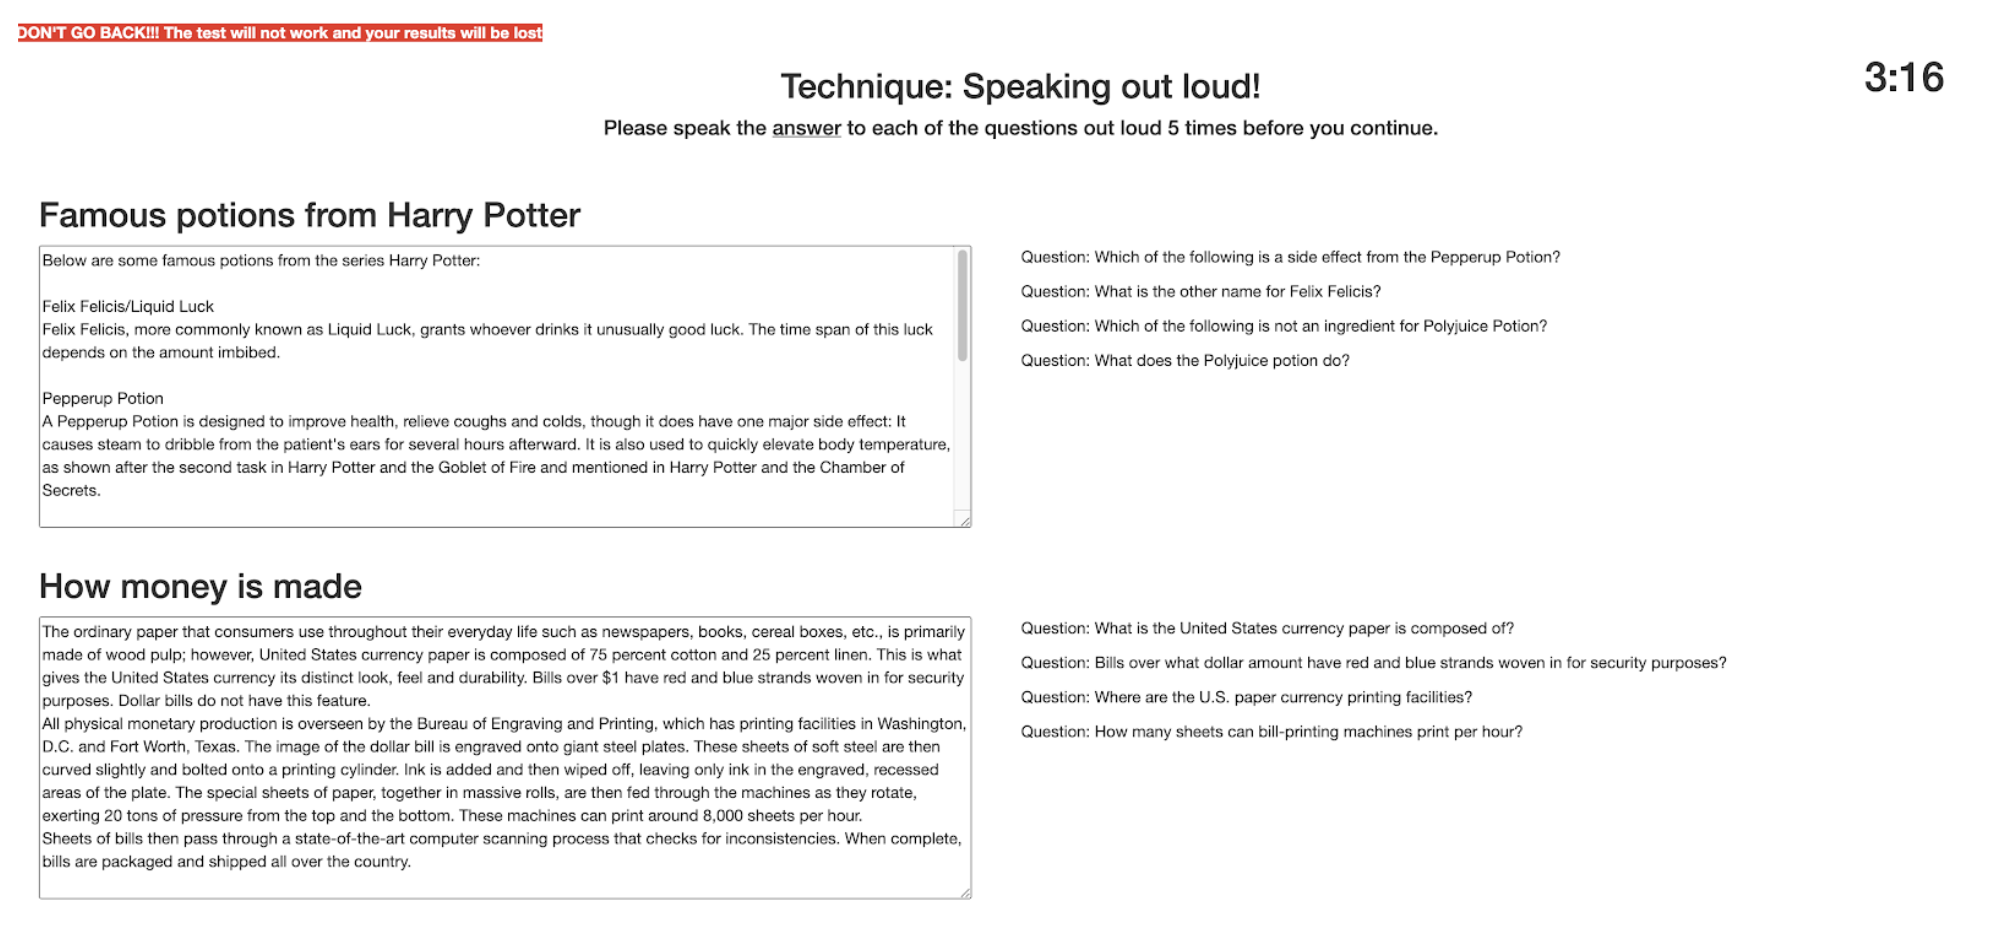 DON'T GO BACK!!! The test will not work and your results will be lost
3:16
Technique: Speaking out loud!
Please speak the answer to each of the questions out loud 5 times before you continue.
Famous potions from Harry Potter
Below are some famous potions from the series Harry Potter:
Felix Felicis/Liquid Luck
Felix Felicis, more commonly known as Liquid Luck, grants whoever drinks it unusually good luck. The time span of this luck
depends on the amount imbibed.
Pepperup Potion
A Pepperup Potion is designed to improve health, relieve coughs and colds, though it does have one major side effect: It
causes steam to dribble from the patient's ears for several hours afterward. It is also used to quickly elevate body temperature,
as shown after the second task in Harry Potter and the Goblet of Fire and mentioned in Harry Potter and the Chamber of
Secrets.
Question: Which of the following is a side effect from the Pepperup Potion?
Question: What is the other name for Felix Felicis?
Question: Which of the following is not an ingredient for Polyjuice Potion?
Question: What does the Polyjuice potion do?
How money is made
The ordinary paper that consumers use throughout their everyday life such as newspapers, books, cereal boxes, etc., is primarily
made of wood pulp; however, United States currency paper is composed of 75 percent cotton and 25 percent linen. This is what
gives the United States currency its distinct look, feel and durability. Bills over $1 have red and blue strands woven in for security
purposes. Dollar bills do not have this feature.
All physical monetary production is overseen by the Bureau of Engraving and Printing, which has printing facilities in Washington,
D.C. and Fort Worth, Texas. The image of the dollar bill is engraved onto giant steel plates. These sheets of soft steel are then
curved slightly and bolted onto a printing cylinder. Ink is added and then wiped off, leaving only ink in the engraved, recessed
areas of the plate. The special sheets of paper, together in massive rolls, are then fed through the machines as they rotate,
exerting 20 tons of pressure from the top and the bottom. These machines can print around 8,000 sheets per hour.
Sheets of bills then pass through a state-of-the-art computer scanning process that checks for inconsistencies. When complete,
bills are packaged and shipped all over the country.
Question: What is the United States currency paper is composed of?
Question: Bills over what dollar amount have red and blue strands woven in for security purposes?
Question: Where are the U.S. paper currency printing facilities?
Question: How many sheets can bill-printing machines print per hour?